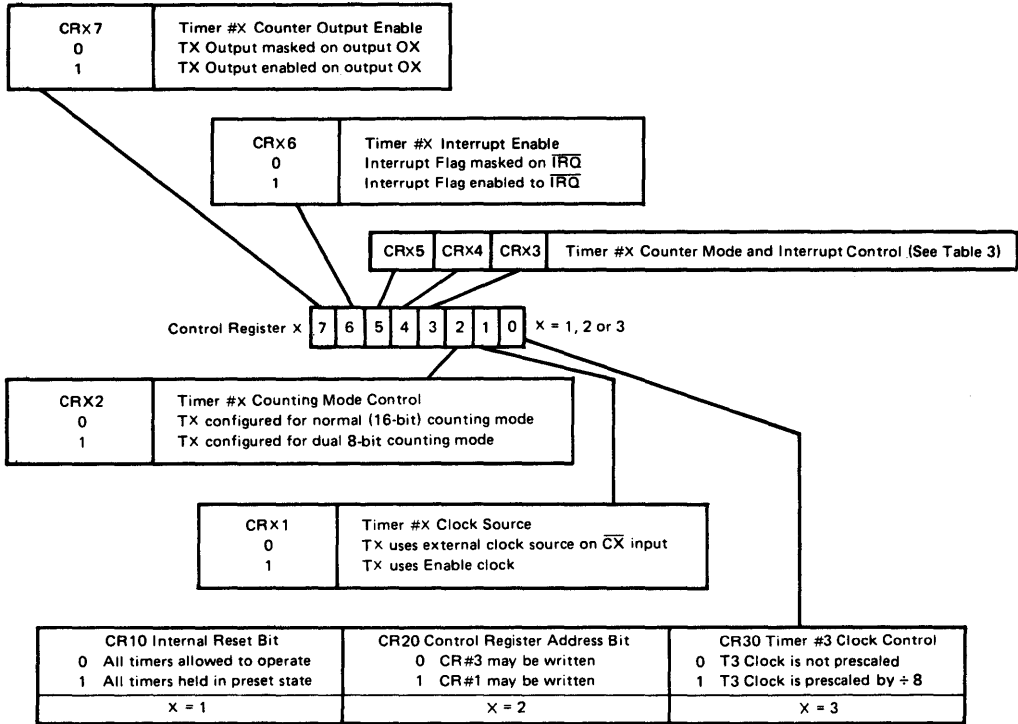 CRX7 Timer #X Counter Output Enable
0 TX Output masked on output OX
1 TX Output enabled on output OX
CRX6 Timer #X Interrupt Enable
0 Interrupt Flag masked on I̅R̅Q̅
1 Interrupt Flag enabled to I̅R̅Q̅
CRX5 CRX4 CRX3 Timer #X Counter Mode and Interrupt Control (See Table 3)
Control Register X 7 6 5 4 3 2 1 0 X = 1, 2 or 3
CRX2 Timer #X Counting Mode Control
0 TX configured for normal (16-bit) counting mode
1 TX configured for dual 8-bit counting mode
CRX1 Timer #X Clock Source
0 TX uses external clock source on C̅X̅ input
1 TX uses Enable clock
CR10 Internal Reset Bit
0 All timers allowed to operate
1 All timers held in preset state
X = 1
CR20 Control Register Address Bit
0 CR#3 may be written
1 CR#1 may be written
X = 2
CR30 Timer #3 Clock Control
0 T3 Clock is not prescaled
1 T3 Clock is prescaled by ÷ 8
X = 3